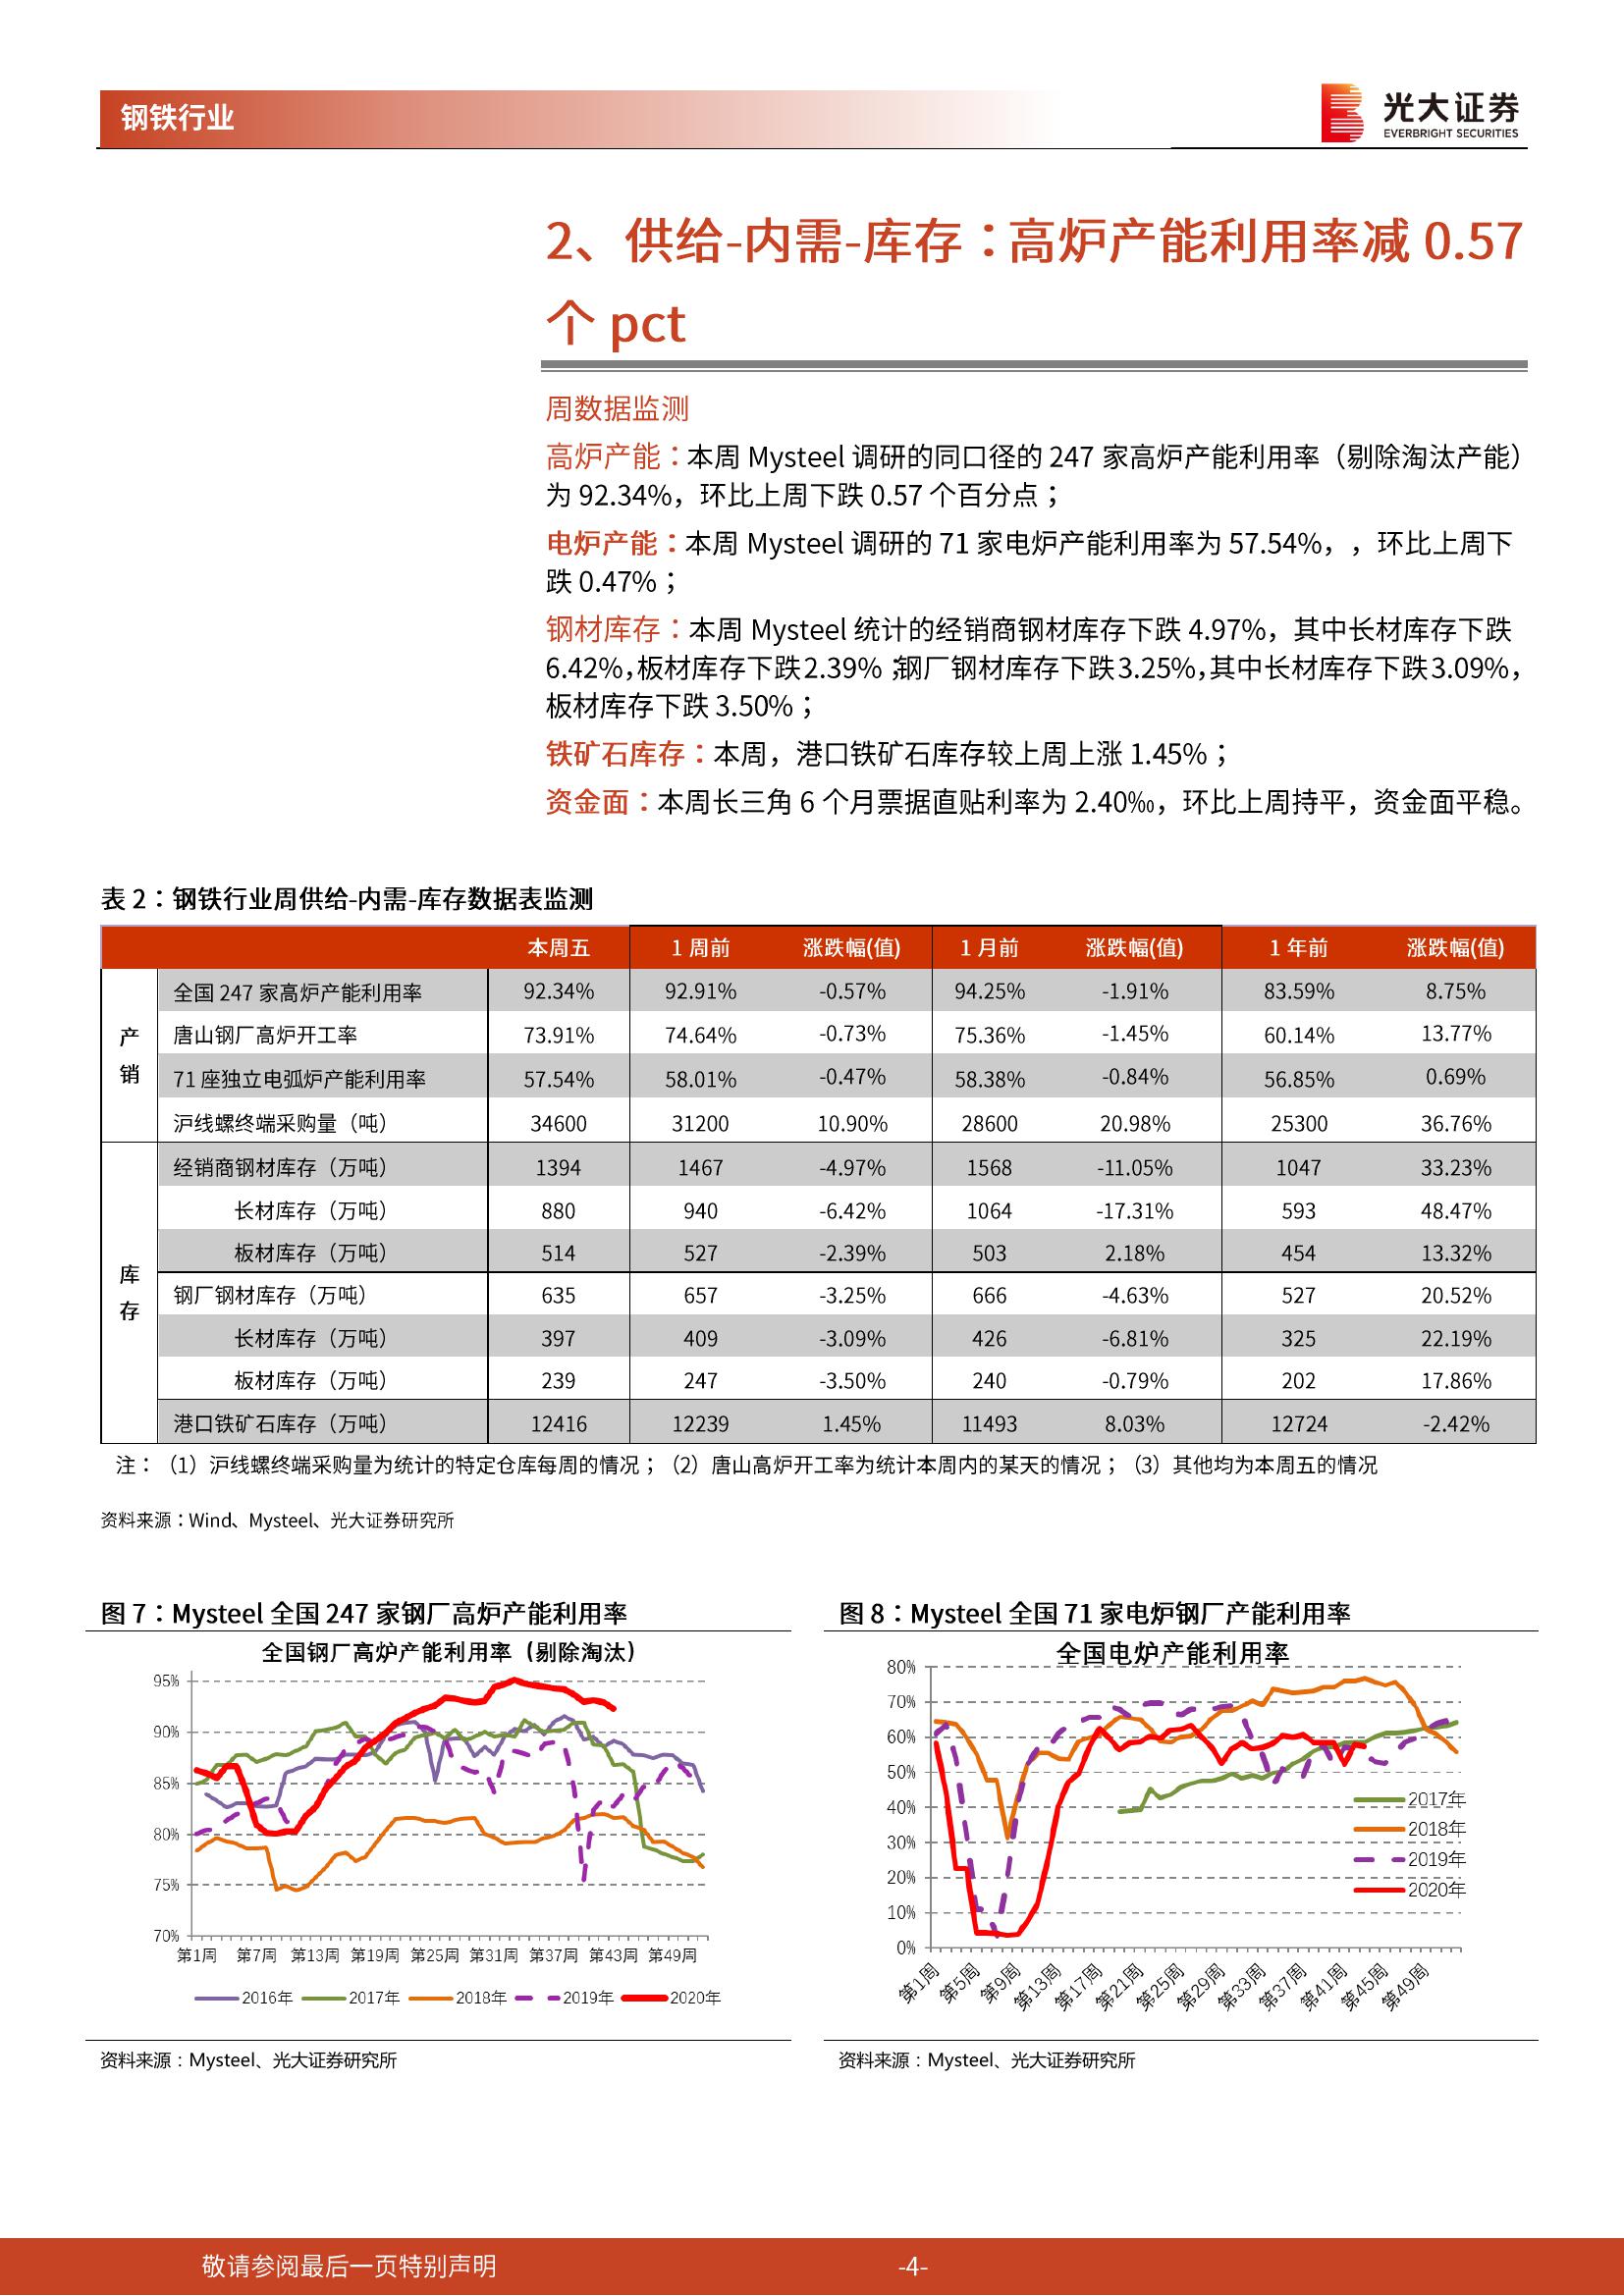 钢铁行业
光大证券
EVERBRIGHT SECURITIES
2、供给-内需-库存：高炉产能利用率减 0.57
个 pct
周数据监测
高炉产能：本周 Mysteel 调研的同口径的 247 家高炉产能利用率（剔除淘汰产能）
为 92.34%，环比上周下跌 0.57 个百分点；
电炉产能：本周 Mysteel 调研的 71 家电炉产能利用率为 57.54%，，环比上周下
跌 0.47%；
钢材库存：本周 Mysteel 统计的经销商钢材库存下跌 4.97%，其中长材库存下跌
6.42%，板材库存下跌 2.39%；钢厂钢材库存下跌 3.25%，其中长材库存下跌 3.09%，
板材库存下跌 3.50%；
铁矿石库存：本周，港口铁矿石库存较上周上涨 1.45%；
资金面：本周长三角 6 个月票据直贴利率为 2.40‰，环比上周持平，资金面平稳。
表 2：钢铁行业周供给-内需-库存数据表监测
本周五 1 周前 涨跌幅(值) 1 月前 涨跌幅(值) 1 年前 涨跌幅(值)
产销
全国 247 家高炉产能利用率 92.34% 92.91% -0.57% 94.25% -1.91% 83.59% 8.75%
唐山钢厂高炉开工率 73.91% 74.64% -0.73% 75.36% -1.45% 60.14% 13.77%
71 座独立电弧炉产能利用率 57.54% 58.01% -0.47% 58.38% -0.84% 56.85% 0.69%
沪线螺终端采购量（吨） 34600 31200 10.90% 28600 20.98% 25300 36.76%
库存
经销商钢材库存（万吨） 1394 1467 -4.97% 1568 -11.05% 1047 33.23%
长材库存（万吨） 880 940 -6.42% 1064 -17.31% 593 48.47%
板材库存（万吨） 514 527 -2.39% 503 2.18% 454 13.32%
钢厂钢材库存（万吨） 635 657 -3.25% 666 -4.63% 527 20.52%
长材库存（万吨） 397 409 -3.09% 426 -6.81% 325 22.19%
板材库存（万吨） 239 247 -3.50% 240 -0.79% 202 17.86%
港口铁矿石库存（万吨） 12416 12239 1.45% 11493 8.03% 12724 -2.42%
注：（1）沪线螺终端采购量为统计的特定仓库每周的情况；（2）唐山高炉开工率为统计本周内的某天的情况；（3）其他均为本周五的情况
资料来源：Wind、Mysteel、光大证券研究所
图 7：Mysteel 全国 247 家钢厂高炉产能利用率
全国钢厂高炉产能利用率（剔除淘汰）
95%
90%
85%
80%
75%
70%
第1周 第7周 第13周 第19周 第25周 第31周 第37周 第43周 第49周
2016年 2017年 2018年 2019年 2020年
资料来源：Mysteel、光大证券研究所
图 8：Mysteel 全国 71 家电炉钢厂产能利用率
全国电炉产能利用率
80%
70%
60%
50%
40%
30%
20%
10%
0%
2017年
2018年
2019年
2020年
第1周 第5周 第9周 第13周 第17周 第21周 第25周 第29周 第33周 第37周 第41周 第45周 第49周
资料来源：Mysteel、光大证券研究所
敬请参阅最后一页特别声明
-4-